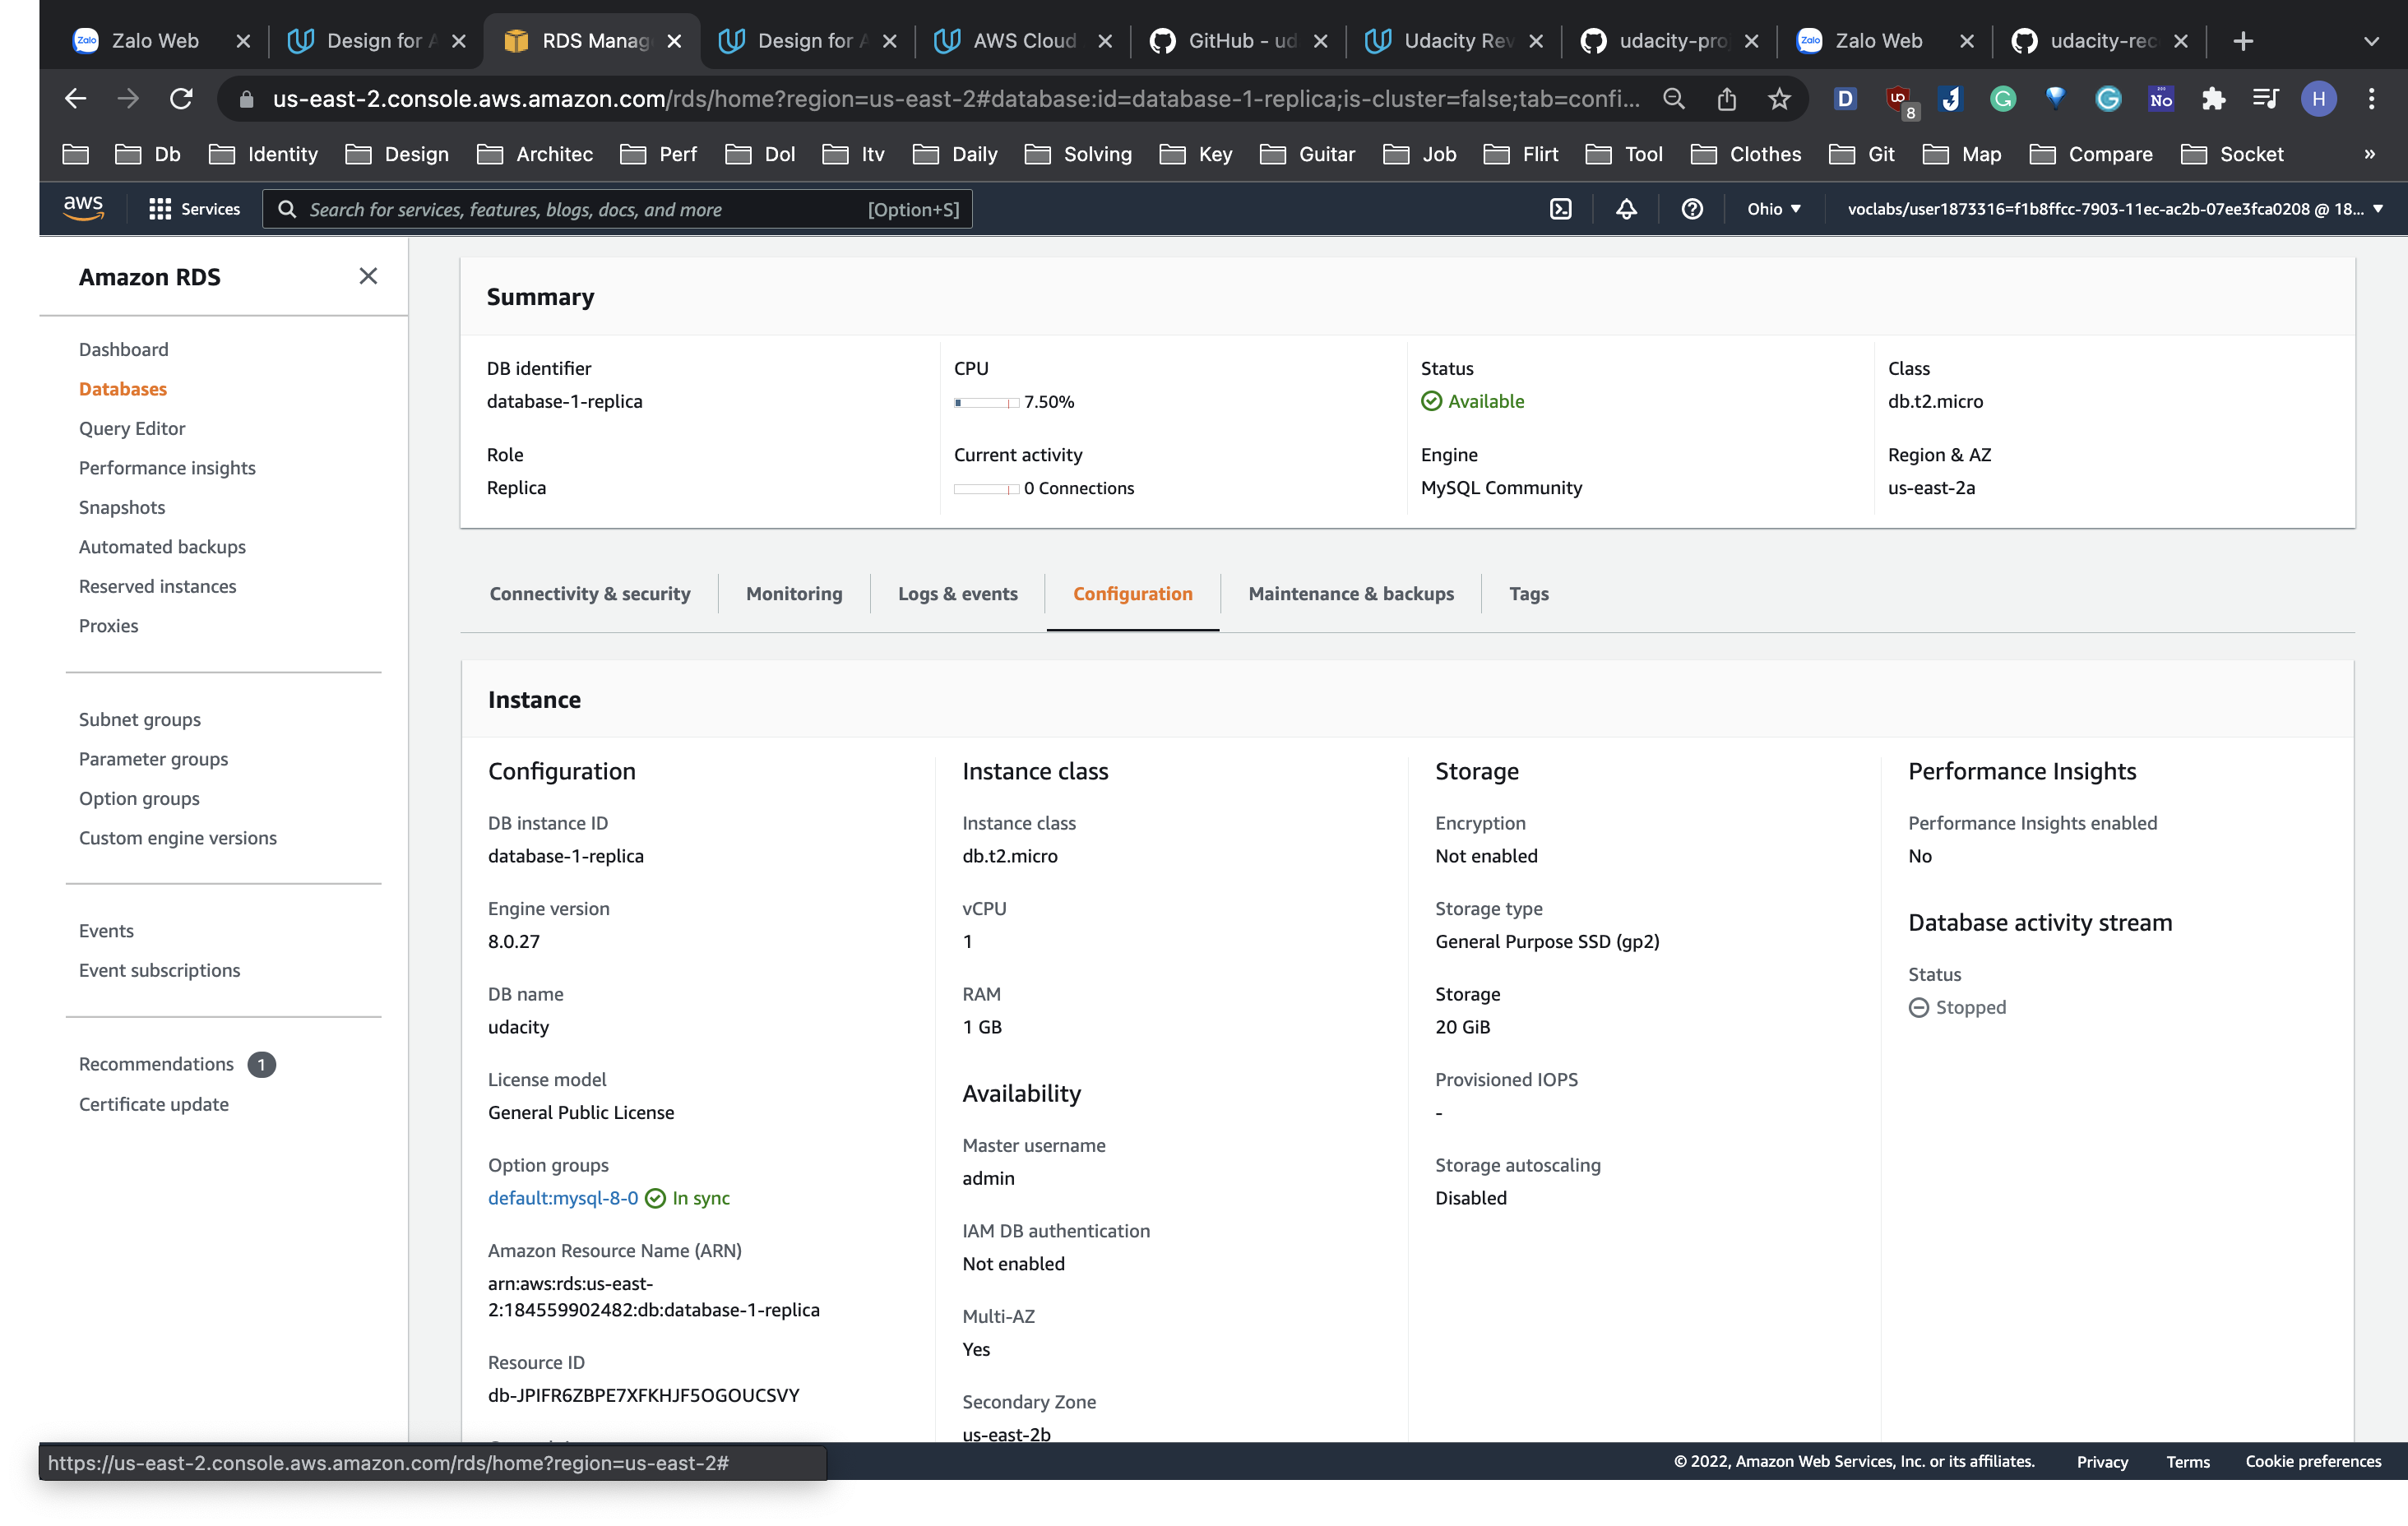 Zalo Web
Design for A
RDS Manag
Design for A
AWS Cloud
GitHub - ud
Udacity Rev
udacity-pro
Zalo Web
udacity-rec
us-east-2.console.aws.amazon.com/rds/home?region=us-east-2#database:id=database-1-replica;is-cluster=false;tab=confi...
8
No
H
Db
Identity
Design
Architec
Perf
Dol
Itv
Daily
Solving
Key
Guitar
Job
Flirt
Tool
Clothes
Git
Map
Compare
Socket
»
aws
Services
Search for services, features, blogs, docs, and more
[Option+S]
Ohio
voclabs/user1873316=f1b8ffcc-7903-11ec-ac2b-07ee3fca0208 @ 18...
Amazon RDS
Dashboard
Databases
Query Editor
Performance insights
Snapshots
Automated backups
Reserved instances
Proxies
Subnet groups
Parameter groups
Option groups
Custom engine versions
Events
Event subscriptions
Recommendations 1
Certificate update
Summary
DB identifier
database-1-replica
CPU
7.50%
Status
Available
Class
db.t2.micro
Role
Replica
Current activity
0 Connections
Engine
MySQL Community
Region & AZ
us-east-2a
Connectivity & security
Monitoring
Logs & events
Configuration
Maintenance & backups
Tags
Instance
Configuration
DB instance ID
database-1-replica
Engine version
8.0.27
DB name
udacity
License model
General Public License
Option groups
default:mysql-8-0 In sync
Amazon Resource Name (ARN)
arn:aws:rds:us-east-
2:184559902482:db:database-1-replica
Resource ID
db-JPIFR6ZBPE7XFKHJF5OGOUCSVY
Instance class
Instance class
db.t2.micro
vCPU
1
RAM
1 GB
Availability
Master username
admin
IAM DB authentication
Not enabled
Multi-AZ
Yes
Secondary Zone
us-east-2b
Storage
Encryption
Not enabled
Storage type
General Purpose SSD (gp2)
Storage
20 GiB
Provisioned IOPS
-
Storage autoscaling
Disabled
Performance Insights
Performance Insights enabled
No
Database activity stream
Status
Stopped
https://us-east-2.console.aws.amazon.com/rds/home?region=us-east-2#
© 2022, Amazon Web Services, Inc. or its affiliates.
Privacy
Terms
Cookie preferences